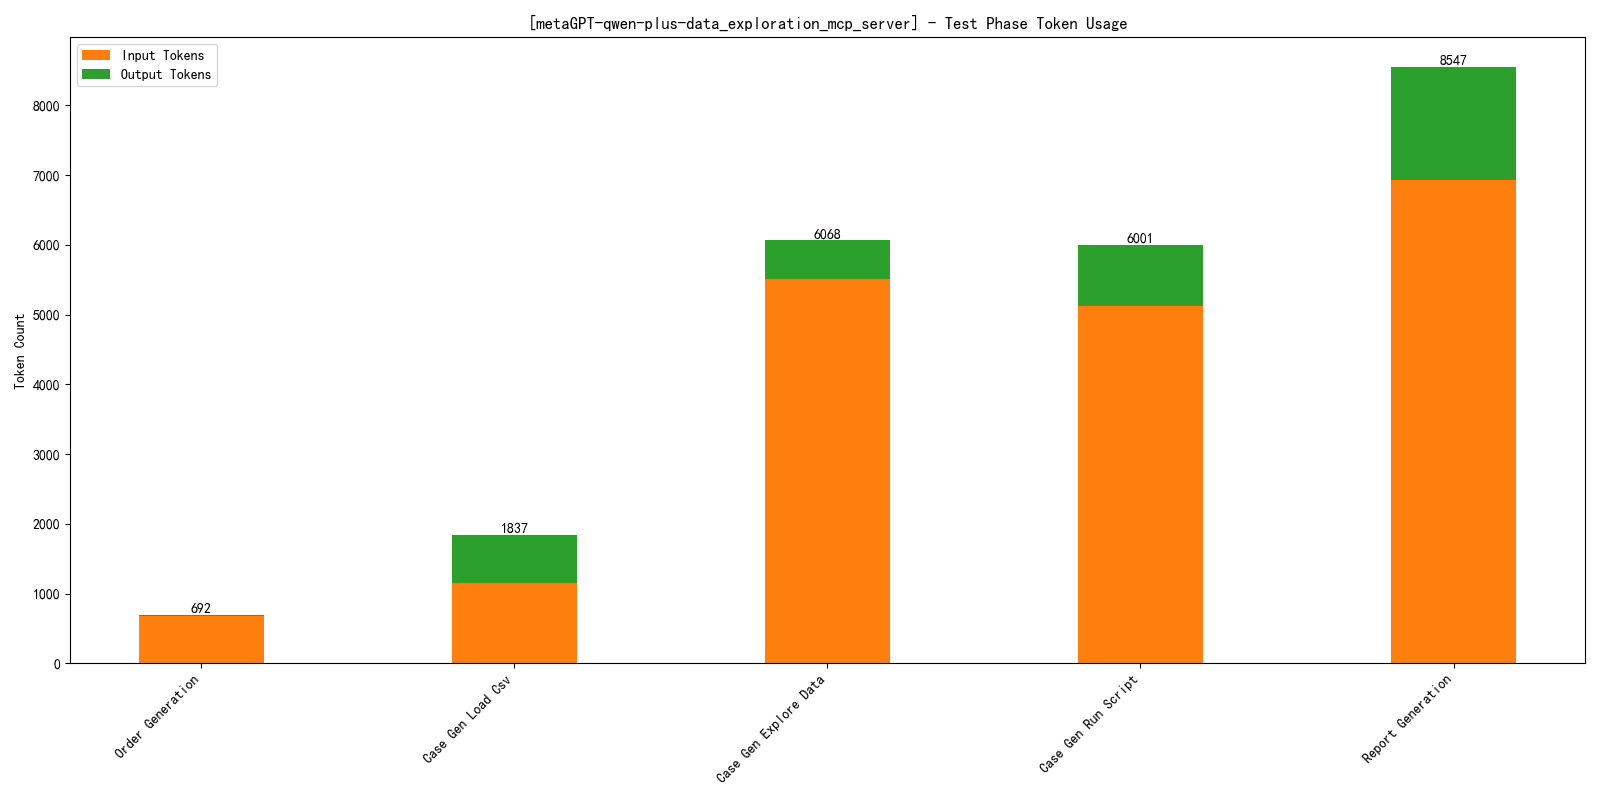 [metaGPT-qwen-plus-data_exploration_mcp_server] - Test Phase Token Usage
Input Tokens
Output Tokens
Token Count
8000
7000
6000
5000
4000
3000
2000
1000
0
692
1837
6068
6001
8547
Order Generation
Case Gen Load Csv
Case Gen Explore Data
Case Gen Run Script
Report Generation